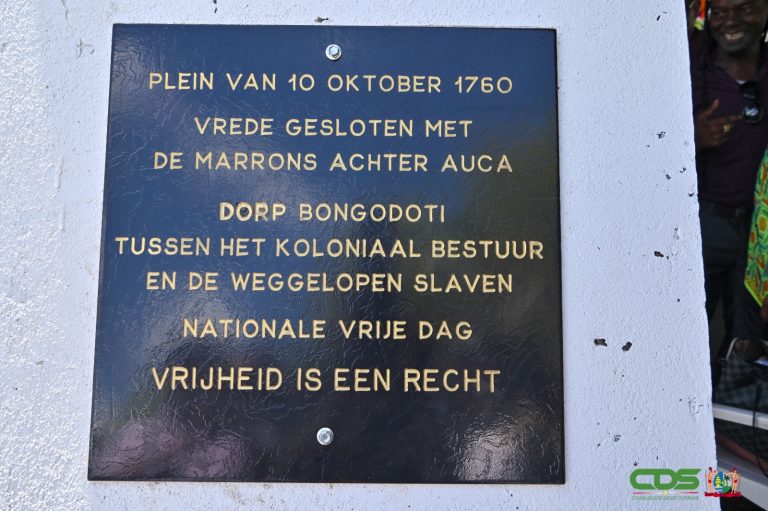 PLEIN VAN 10 OKTOBER 1760
VREDE GESLOTEN MET
DE MARRONS ACHTER AUCA
DORP BONGODOTI
TUSSEN HET KOLONIAAL BESTUUR
EN DE WEGGELOPEN SLAVEN
NATIONALE VRIJE DAG
VRIJHEID IS EEN RECHT
CDS